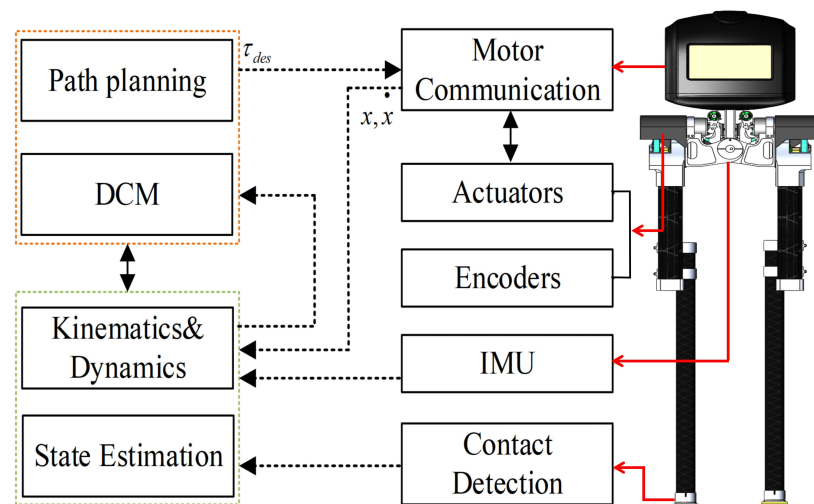 Path planning
τdes
Motor
Communication
x, ẋ
DCM
Actuators
Encoders
Kinematics&
Dynamics
IMU
State Estimation
Contact
Detection